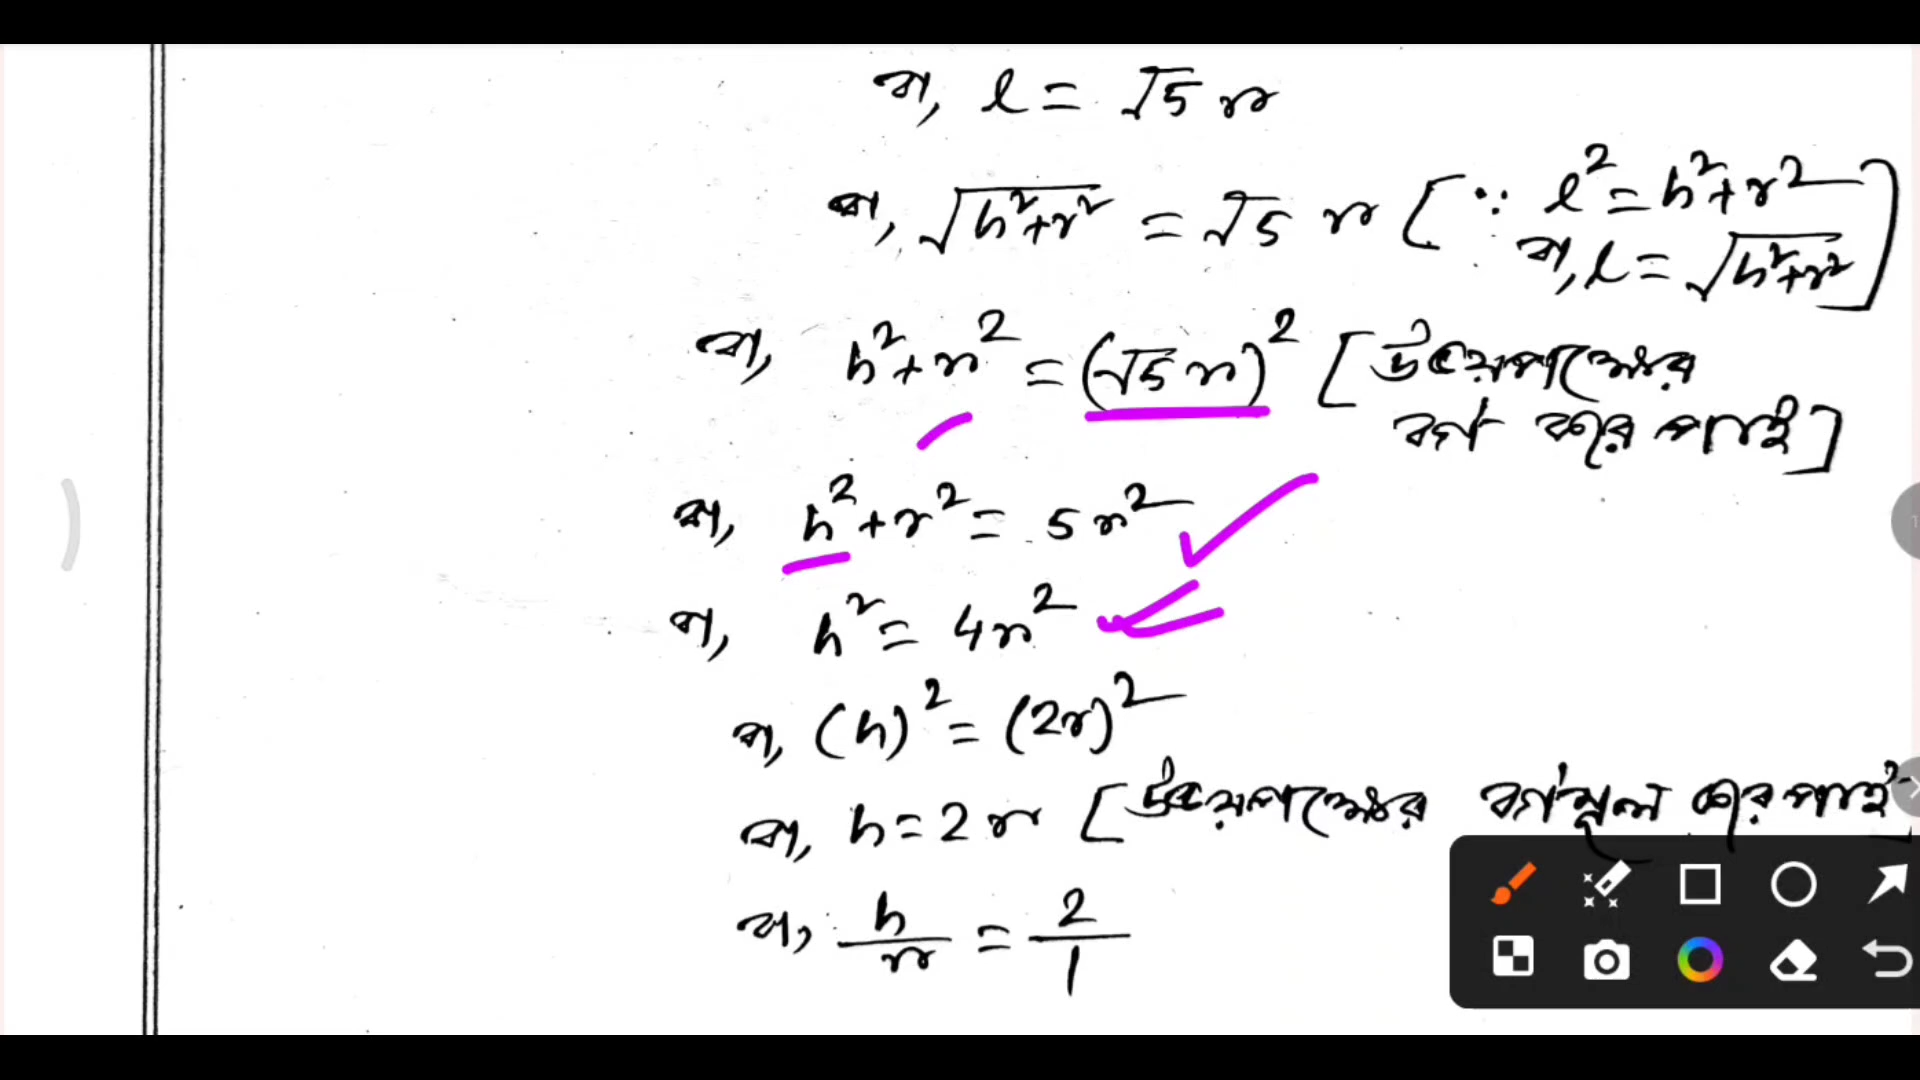 বা, l = √5 r
বা, √h²+r² = √5 r [∵ l² = h²+r²
বা, l = √h²+r²]
বা, h²+r² = (√5 r)² [উভয়পক্ষের
বর্গ করে পাই]
বা, h²+r² = 5r²
বা, h² = 4r²
বা, (h)² = (2r)²
বা, h = 2r [উভয়পক্ষের বর্গমূল করে পাই]
বা, h/r = 2/1